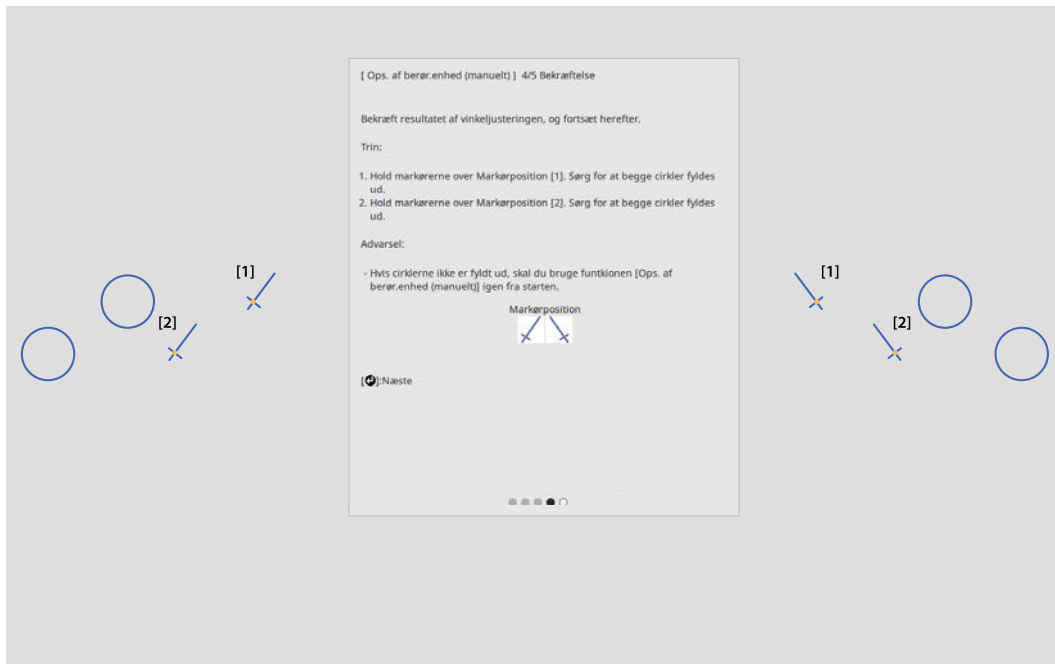 [ Ops. af berør.enhed (manuelt) ] 4/5 Bekræftelse
Bekræft resultatet af vinkeljusteringen, og fortsæt herefter.
Trin:
1. Hold markørerne over Markørposition [1]. Sørg for at begge cirkler fyldes
ud.
2. Hold markørerne over Markørposition [2]. Sørg for at begge cirkler fyldes
ud.
Advarsel:
- Hvis cirklerne ikke er fyldt ud, skal du bruge funktionen [Ops. af
berør.enhed (manuelt)] igen fra starten.
Markørposition
[1]
[2]
[1]
[2]
[ ]:Næste